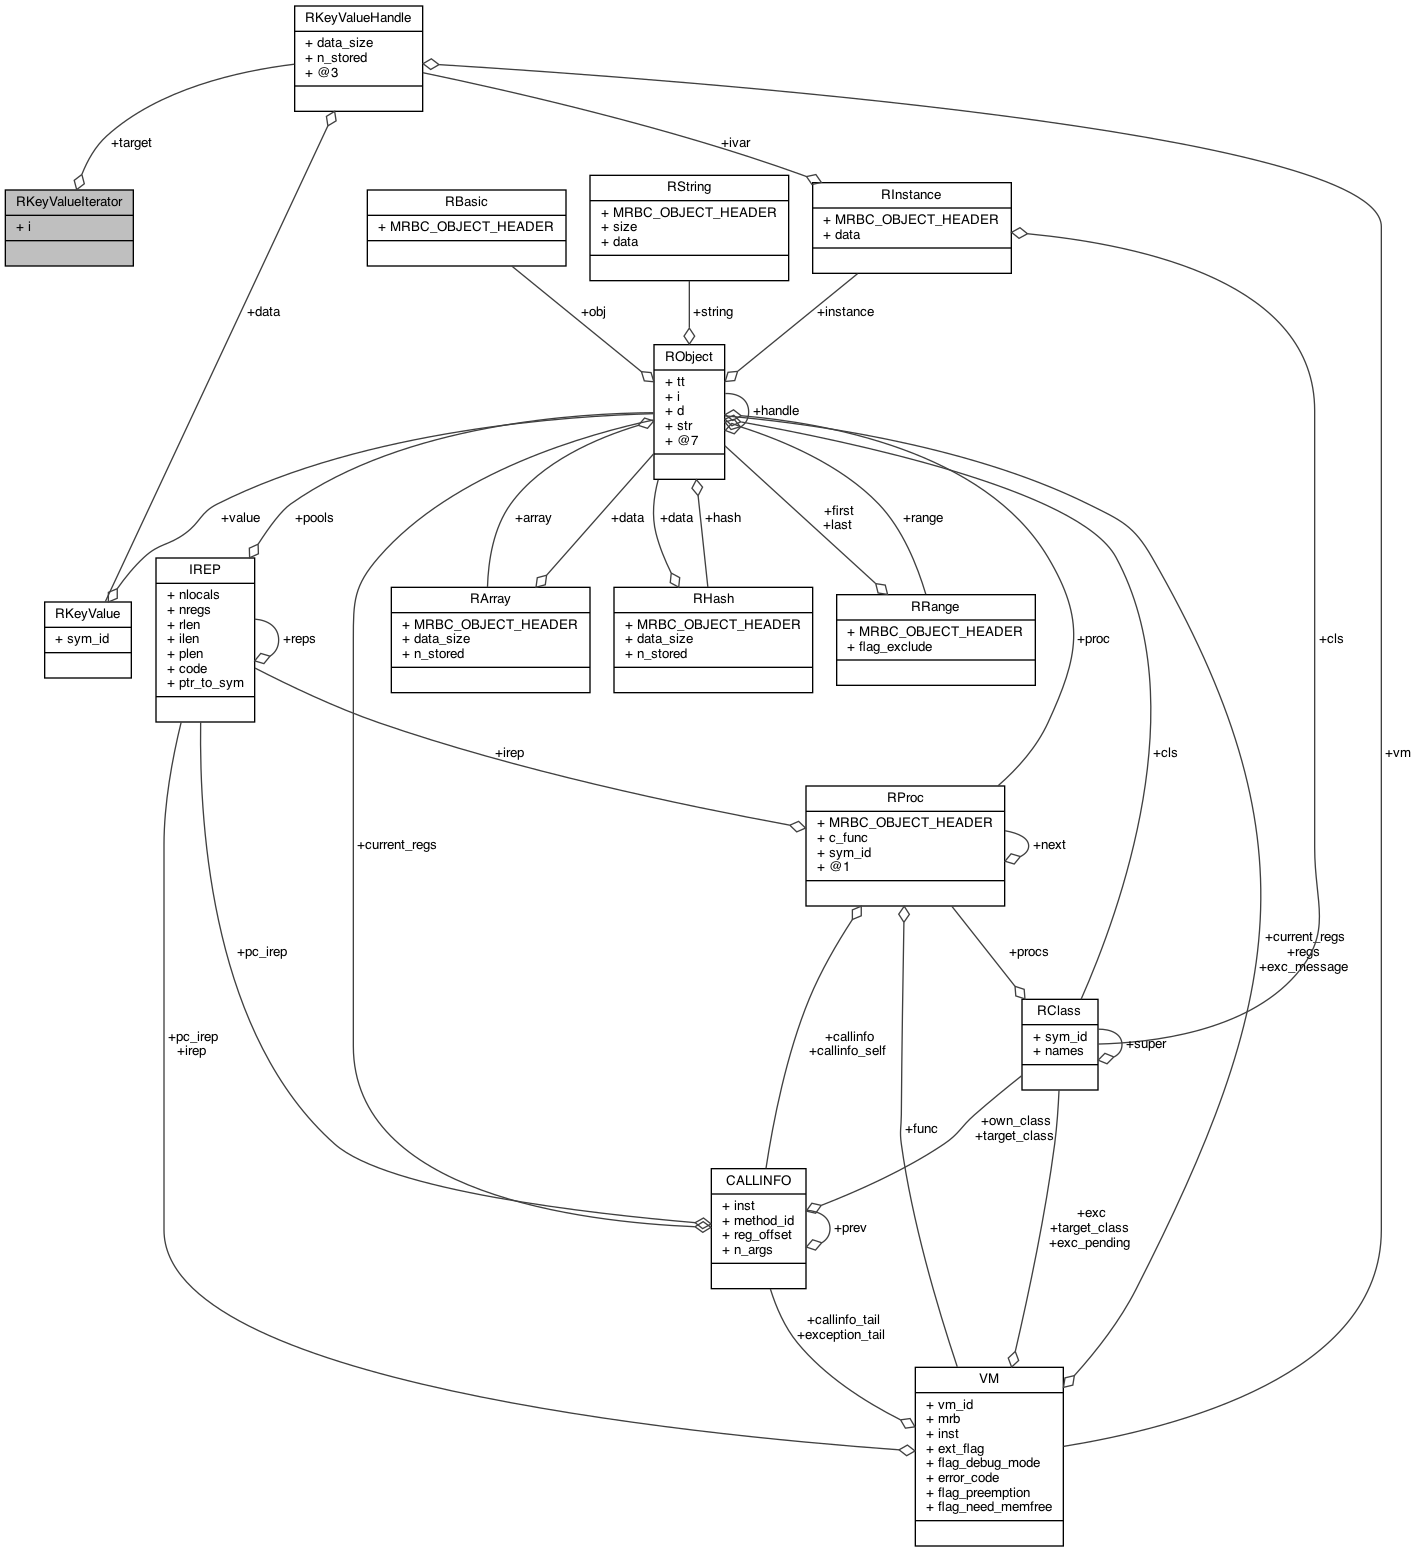 RKeyValueHandle
+ data_size
+ n_stored
+ @3
+target
+ivar
RKeyValueIterator
+ i
RBasic
+ MRBC_OBJECT_HEADER
RString
+ MRBC_OBJECT_HEADER
+ size
+ data
RInstance
+ MRBC_OBJECT_HEADER
+ data
+data
+obj
+string
+instance
RObject
+ tt
+ i
+ d
+ str
+ @7
+handle
+value
+pools
+array
+data
+data
+hash
+first
+last
+range
RKeyValue
+ sym_id
IREP
+ nlocals
+ nregs
+ rlen
+ ilen
+ plen
+ code
+ ptr_to_sym
+reps
RArray
+ MRBC_OBJECT_HEADER
+ data_size
+ n_stored
RHash
+ MRBC_OBJECT_HEADER
+ data_size
+ n_stored
RRange
+ MRBC_OBJECT_HEADER
+ flag_exclude
+proc
+cls
+irep
+cls
+vm
RProc
+ MRBC_OBJECT_HEADER
+ c_func
+ sym_id
+ @1
+next
+current_regs
+pc_irep
+procs
+current_regs
+regs
+exc_message
RClass
+ sym_id
+ names
+super
+pc_irep
+irep
+callinfo
+callinfo_self
+func
+own_class
+target_class
CALLINFO
+ inst
+ method_id
+ reg_offset
+ n_args
+prev
+exc
+target_class
+exc_pending
+callinfo_tail
+exception_tail
VM
+ vm_id
+ mrb
+ inst
+ ext_flag
+ flag_debug_mode
+ error_code
+ flag_preemption
+ flag_need_memfree